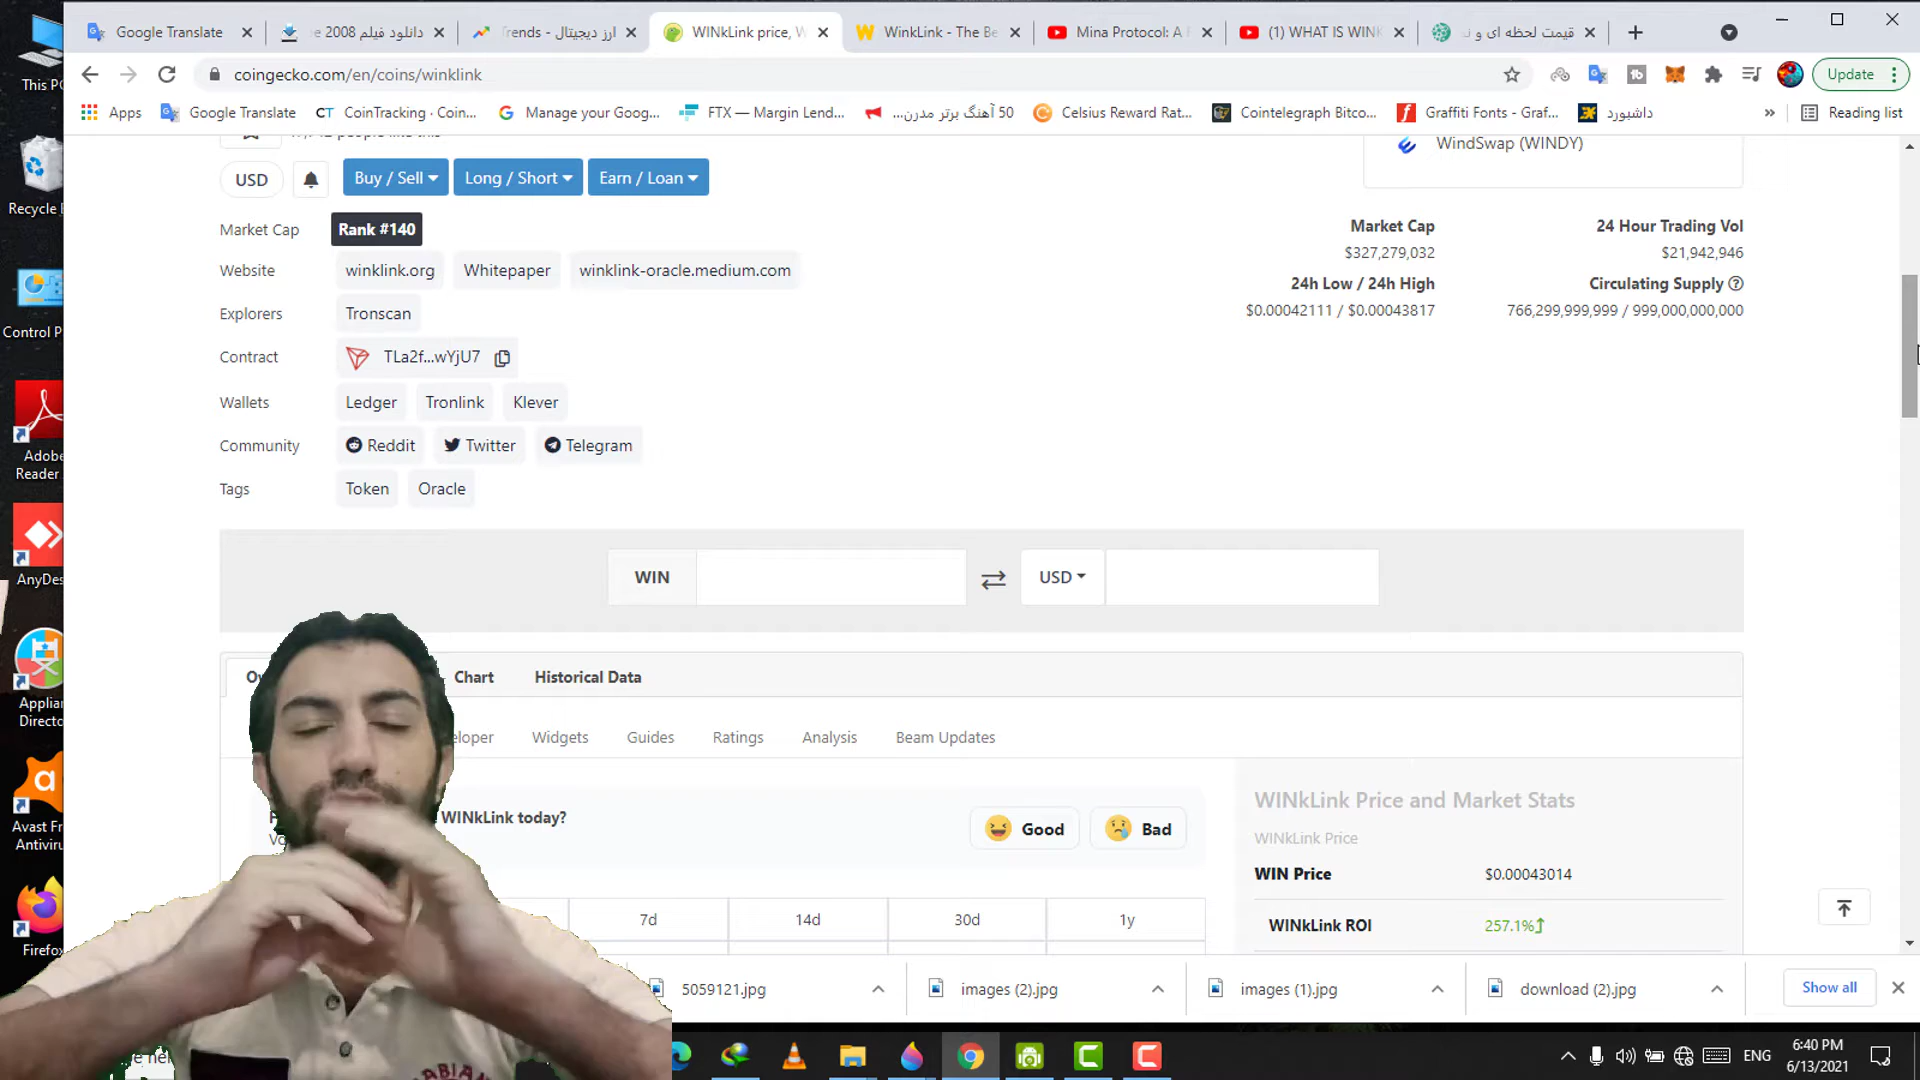 Google Translate
دانلود فیلم 2008
ارز دیجیتال - Trends
WINkLink price, W
WinkLink - The Be
Mina Protocol: A F
(1) WHAT IS WINK
قیمت لحظه ای و
coingecko.com/en/coins/winklink
Update
Apps
Google Translate
CoinTracking · Coin...
Manage your Goog...
FTX — Margin Lend...
50 آهنگ برتر مدرن...
Celsius Reward Rat...
Cointelegraph Bitco...
Graffiti Fonts - Graf...
داشبورد
Reading list
people like this
WindSwap (WINDY)
USD
Buy / Sell
Long / Short
Earn / Loan
Market Cap
Rank #140
Website
winklink.org
Whitepaper
winklink-oracle.medium.com
Explorers
Tronscan
Contract
TLa2f...wYjU7
Wallets
Ledger
Tronlink
Klever
Community
Reddit
Twitter
Telegram
Tags
Token
Oracle
Market Cap
$327,279,032
24 Hour Trading Vol
$21,942,946
24h Low / 24h High
$0.00042111 / $0.00043817
Circulating Supply
766,299,999,999 / 999,000,000,000
WIN
USD
Chart
Historical Data
Widgets
Guides
Ratings
Analysis
Beam Updates
WINkLink today?
Good
Bad
7d
14d
30d
1y
WINkLink Price and Market Stats
WINkLink Price
WIN Price
$0.00043014
WINkLink ROI
257.1%
This PC
Recycle B
Control P
Adobe
Reader
AnyDes
Applian
Directo
Avast Fr
Antiviru
Firefox
5059121.jpg
images (2).jpg
images (1).jpg
download (2).jpg
Show all
ENG
6:40 PM
6/13/2021